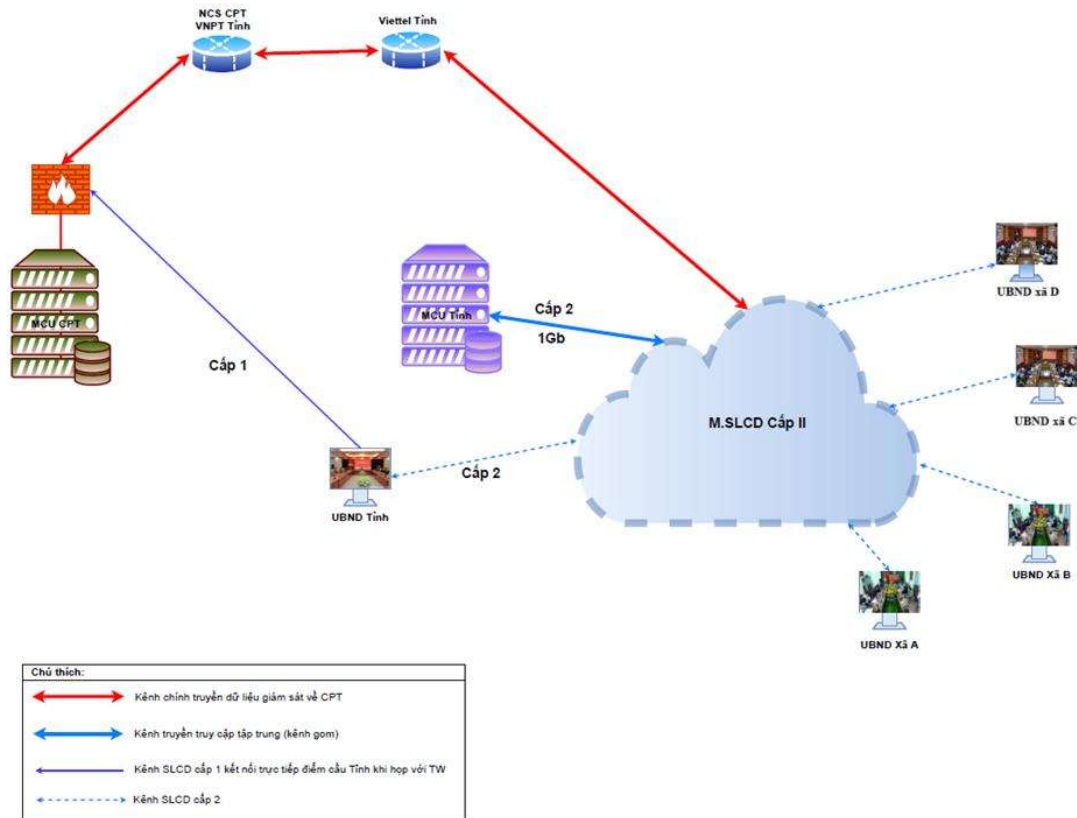 NCS CPT
VNPT Tỉnh
Viettel Tỉnh
UBND xã D
MCU CPT
MCU Tỉnh
Cấp 2
1Gb
Cấp 1
UBND xã C
M.SLCD Cấp II
Cấp 2
UBND Tỉnh
UBND Xã B
UBND Xã A
Chú thích:
Kênh chính truyền dữ liệu giám sát về CPT
Kênh truyền truy cập tập trung (kênh gom)
Kênh SLCD cấp 1 kết nối trực tiếp điểm cầu Tỉnh khi họp với TW
Kênh SLCD cấp 2